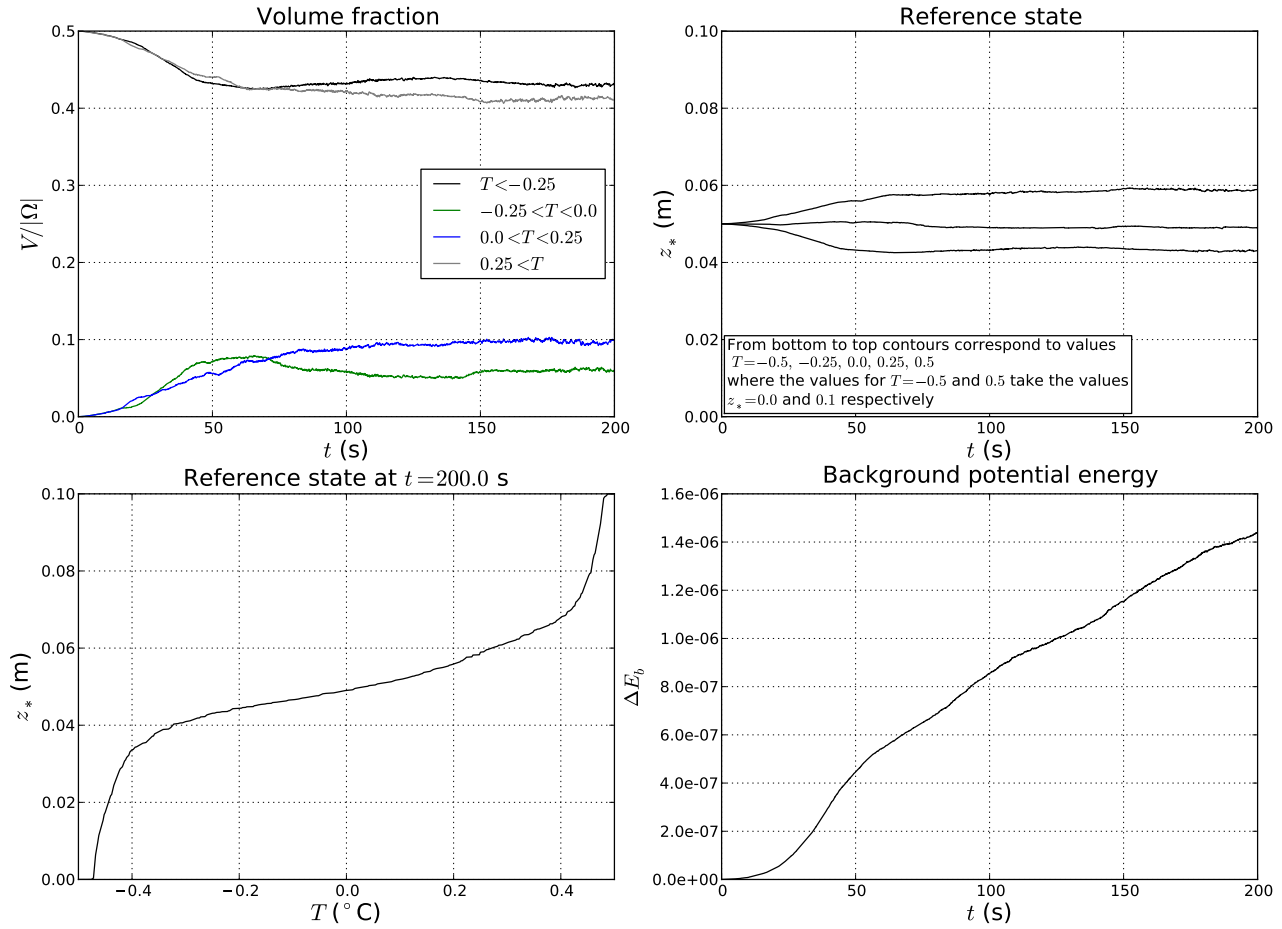 Volume fraction
0.5
0.4
0.3
0.2
0.1
0.0
V/|Ω|
T<−0.25
−0.25<T<0.0
0.0<T<0.25
0.25<T
0 50 100 150 200
t (s)
Reference state
0.10
0.08
0.06
0.04
0.02
0.00
z* (m)
From bottom to top contours correspond to values
T=−0.5, −0.25, 0.0, 0.25, 0.5
where the values for T=−0.5 and 0.5 take the values
z*=0.0 and 0.1 respectively
0 50 100 150 200
t (s)
Reference state at t=200.0 s
0.10
0.08
0.06
0.04
0.02
0.00
z* (m)
−0.4 −0.2 0.0 0.2 0.4
T (°C)
Background potential energy
1.6e-06
1.4e-06
1.2e-06
1.0e-06
8.0e-07
6.0e-07
4.0e-07
2.0e-07
0.0e+00
ΔE_b
0 50 100 150 200
t (s)